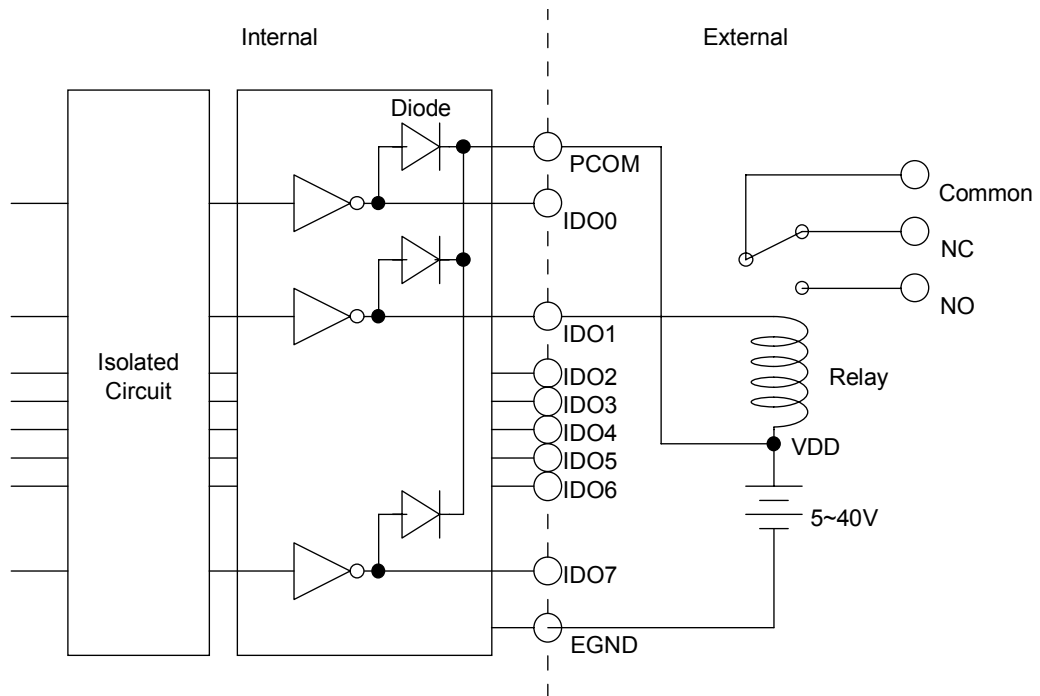 Internal
External
Diode
PCOM
Common
IDO0
NC
NO
IDO1
Isolated
Circuit
IDO2
IDO3
Relay
IDO4
VDD
IDO5
IDO6
5~40V
IDO7
EGND